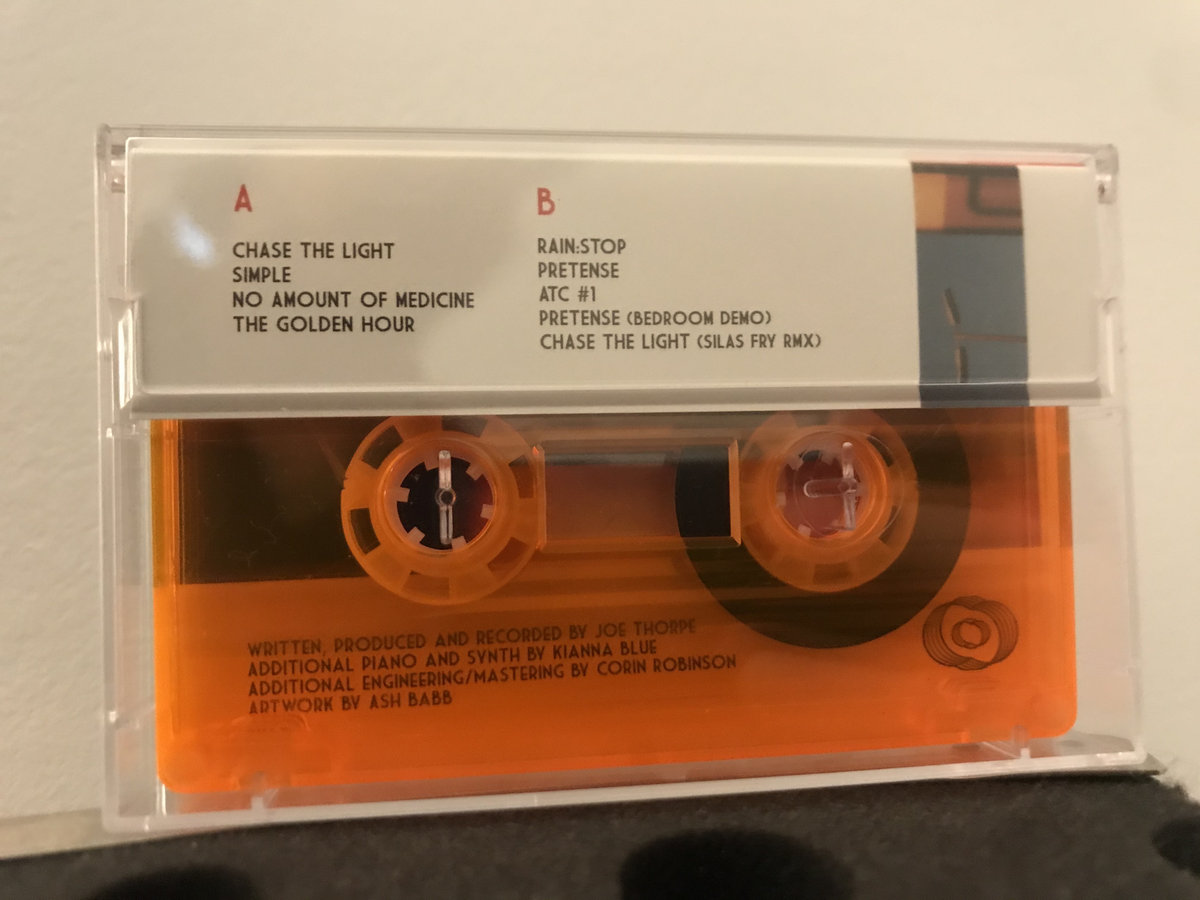 A
CHASE THE LIGHT
SIMPLE
NO AMOUNT OF MEDICINE
THE GOLDEN HOUR
B
RAIN:STOP
PRETENSE
ATC #1
PRETENSE (BEDROOM DEMO)
CHASE THE LIGHT (SILAS FRY RMX)
WRITTEN, PRODUCED AND RECORDED BY JOE THORPE
ADDITIONAL PIANO AND SYNTH BY KIANNA BLUE
ADDITIONAL ENGINEERING/MASTERING BY CORIN ROBINSON
ARTWORK BY ASH BABB